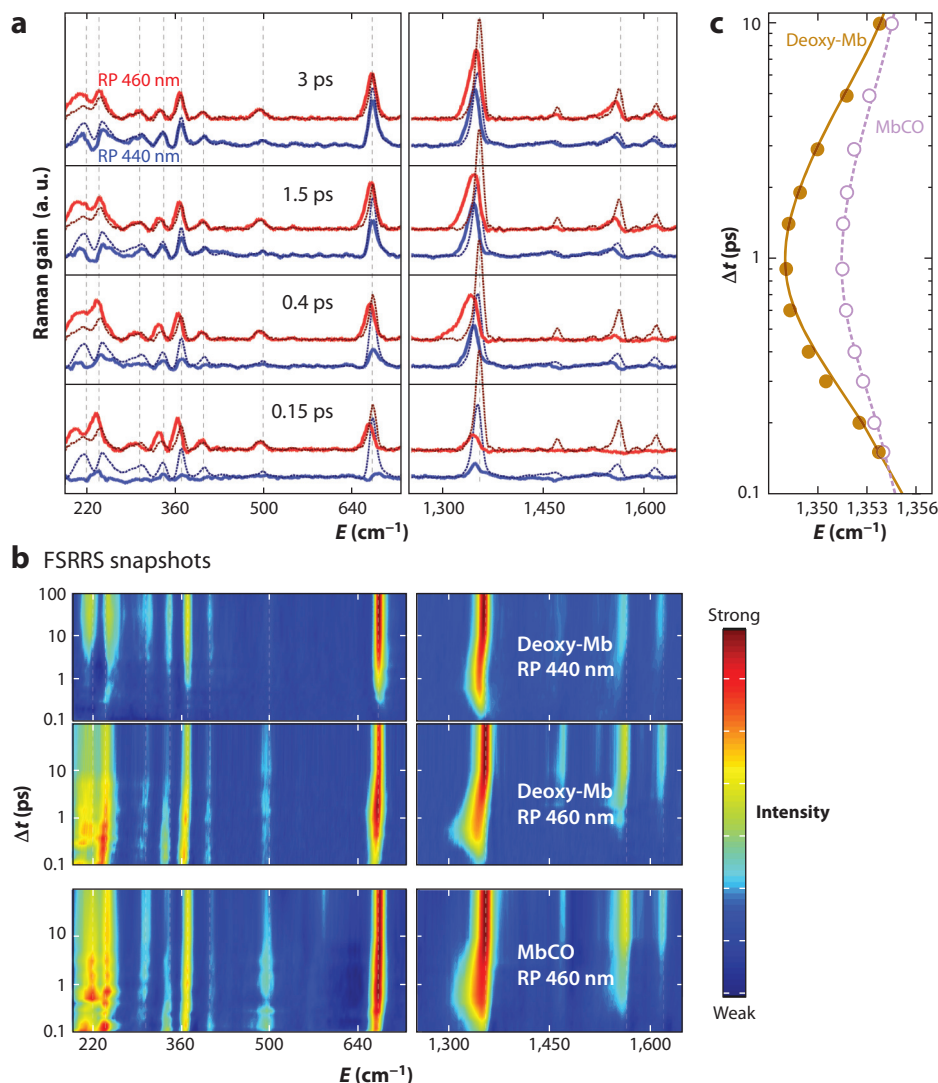 a
RP 460 nm
3 ps
RP 440 nm
1.5 ps
0.4 ps
0.15 ps
Raman gain (a. u.)
220 360 500 640 1,300 1,450 1,600
E (cm⁻¹)
c
10
Deoxy-Mb
MbCO
1
0.1
Δt (ps)
1,350 1,353 1,356
E (cm⁻¹)
b FSRRS snapshots
100
10
1
0.1
Deoxy-Mb
RP 440 nm
10
1
0.1
Deoxy-Mb
RP 460 nm
Δt (ps)
10
1
0.1
MbCO
RP 460 nm
220 360 500 640 1,300 1,450 1,600
E (cm⁻¹)
Strong
Intensity
Weak